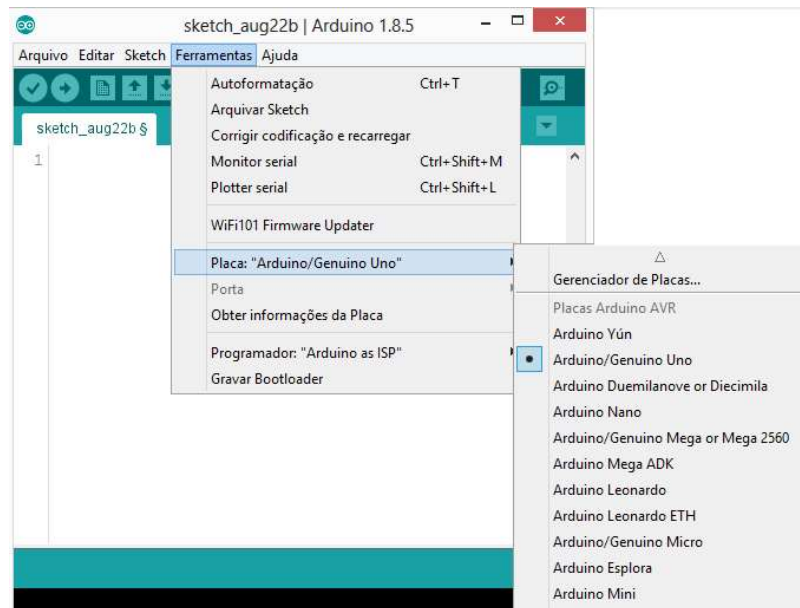 sketch_aug22b | Arduino 1.8.5
Arquivo Editar Sketch Ferramentas Ajuda
sketch_aug22b §
1
Autoformatação Ctrl+T
Arquivar Sketch
Corrigir codificação e recarregar
Monitor serial Ctrl+Shift+M
Plotter serial Ctrl+Shift+L
WiFi101 Firmware Updater
Placa: "Arduino/Genuino Uno"
Porta
Obter informações da Placa
Programador: "Arduino as ISP"
Gravar Bootloader
Gerenciador de Placas...
Placas Arduino AVR
Arduino Yún
Arduino/Genuino Uno
Arduino Duemilanove or Diecimila
Arduino Nano
Arduino/Genuino Mega or Mega 2560
Arduino Mega ADK
Arduino Leonardo
Arduino Leonardo ETH
Arduino/Genuino Micro
Arduino Esplora
Arduino Mini